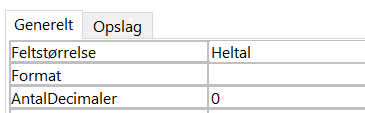 Generelt Opslag
Feltstørrelse Heltal
Format
AntalDecimaler 0